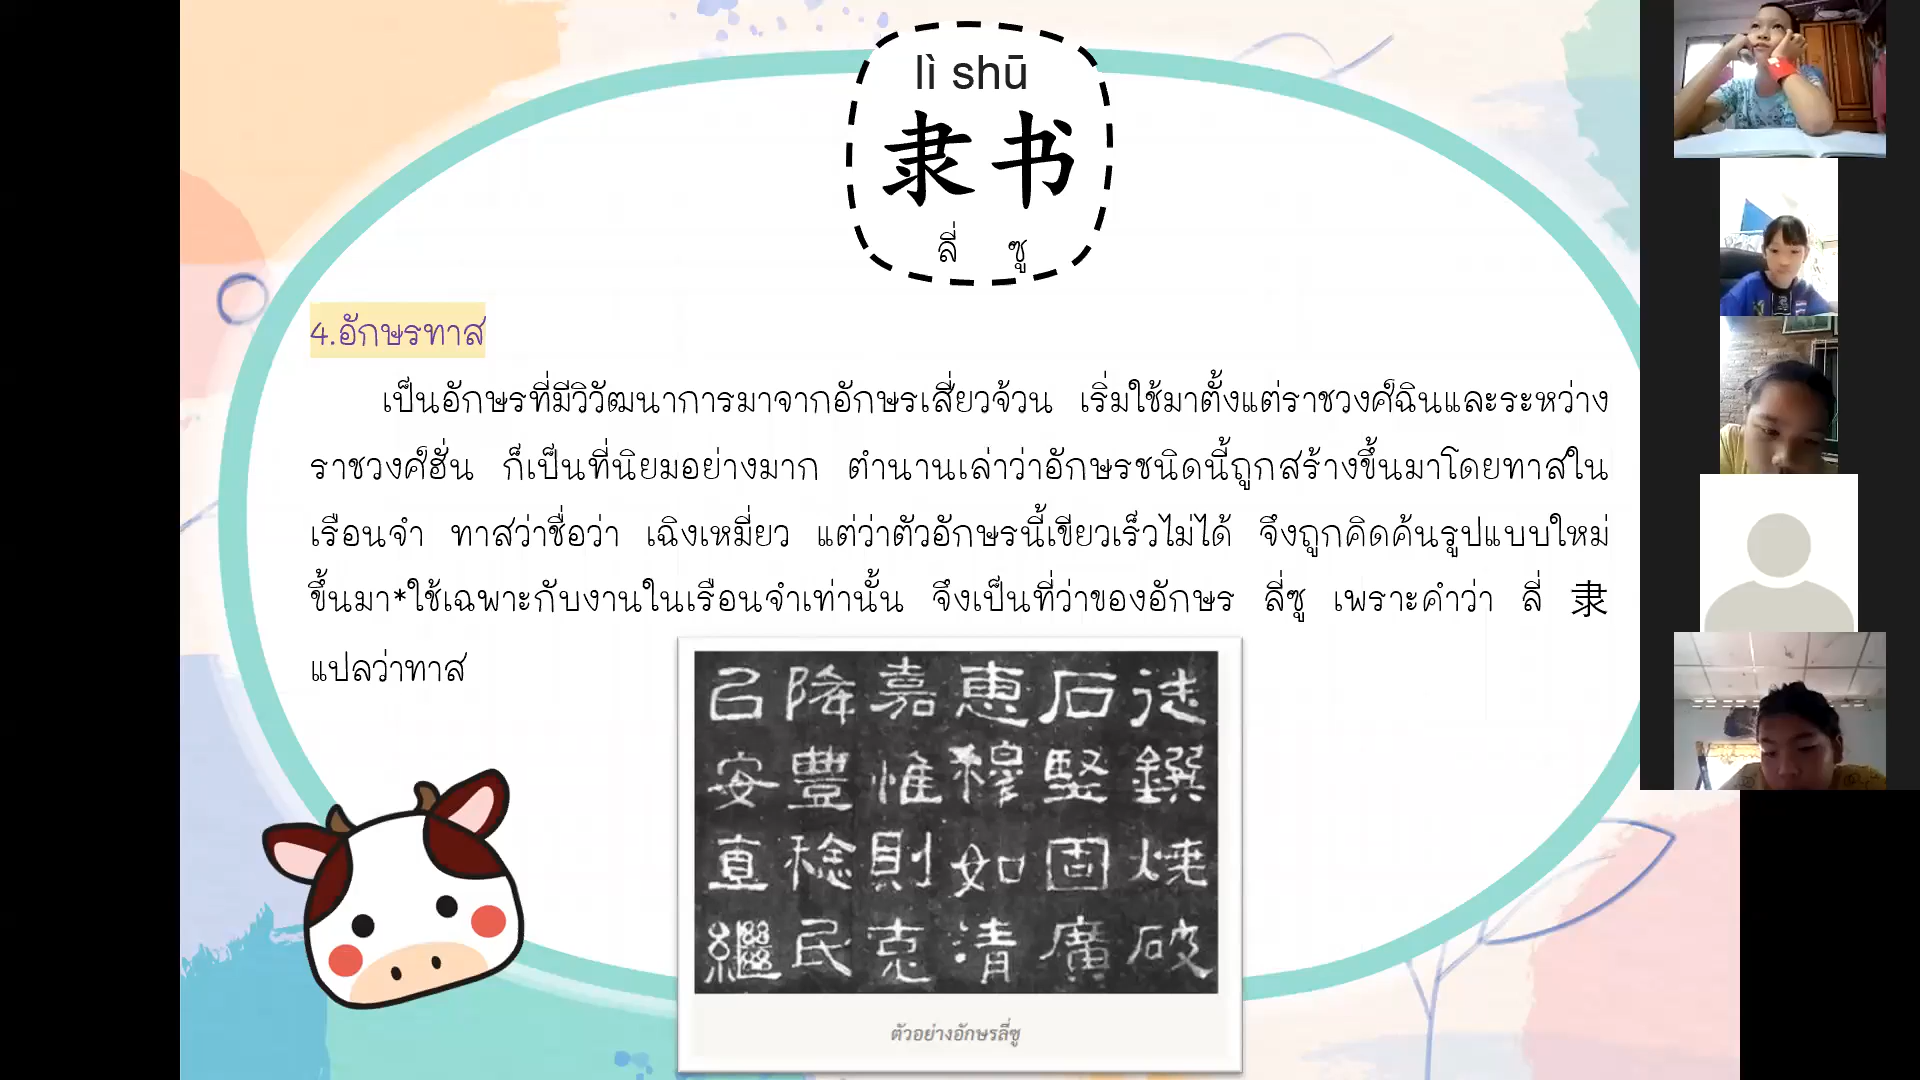 lì shū
隶书
ลี่ ซู
4.อักษรทาส
เป็นอักษรที่มีวิวัฒนาการมาจากอักษรเสี่ยวจ้วน เริ่มใช้มาตั้งแต่ราชวงศ์ฉินและระหว่าง
ราชวงศ์ฮั่น ก็เป็นที่นิยมอย่างมาก ตำนานเล่าว่าอักษรชนิดนี้ถูกสร้างขึ้นมาโดยทาสใน
เรือนจำ ทาสว่าชื่อว่า เฉิงเหมี่ยว แต่ว่าตัวอักษรนี้เขียวเร็วไม่ได้ จึงถูกคิดค้นรูปแบบใหม่
ขึ้นมา*ใช้เฉพาะกับงานในเรือนจำเท่านั้น จึงเป็นที่ว่าของอักษร ลี่ซู เพราะคำว่า ลี่ 隶
แปลว่าทาส
降嘉惠石徒
安豐惟穆堅鐉
直稔則如固燒
繼民克清廣破
ตัวอย่างอักษรลี่ซู